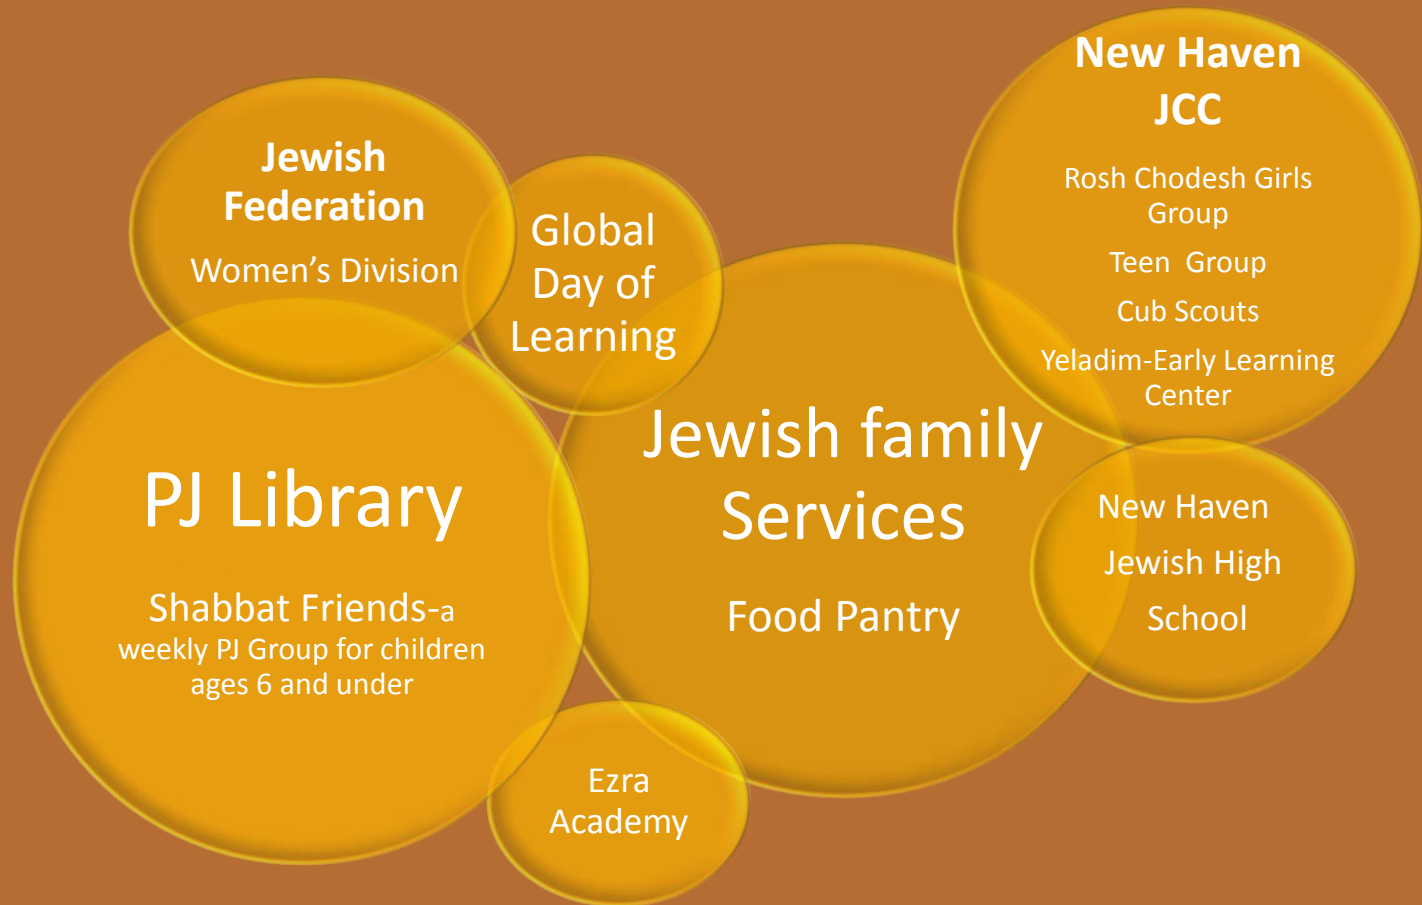 Jewish
Federation
Women’s Division
Global
Day of
Learning
New Haven
JCC
Rosh Chodesh Girls
Group
Teen  Group
Cub Scouts
Yeladim-Early Learning
Center
PJ Library
Shabbat Friends-a
weekly PJ Group for children
ages 6 and under
Jewish family
Services
Food Pantry
New Haven
Jewish High
School
Ezra
Academy